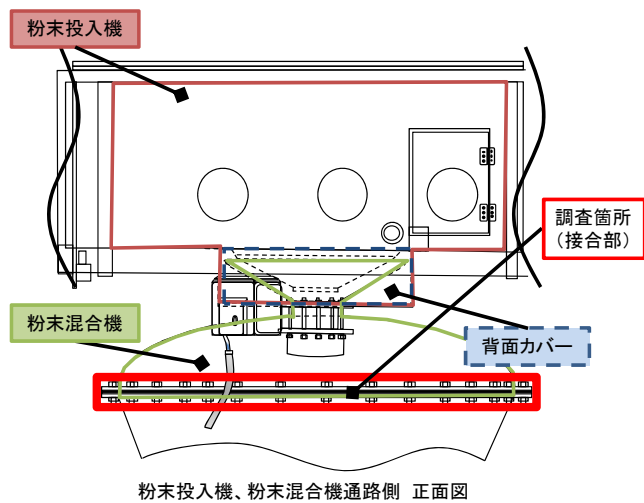 粉末投入機
調査箇所
（接合部）
粉末混合機
背面カバー
粉末投入機、粉末混合機通路側 正面図